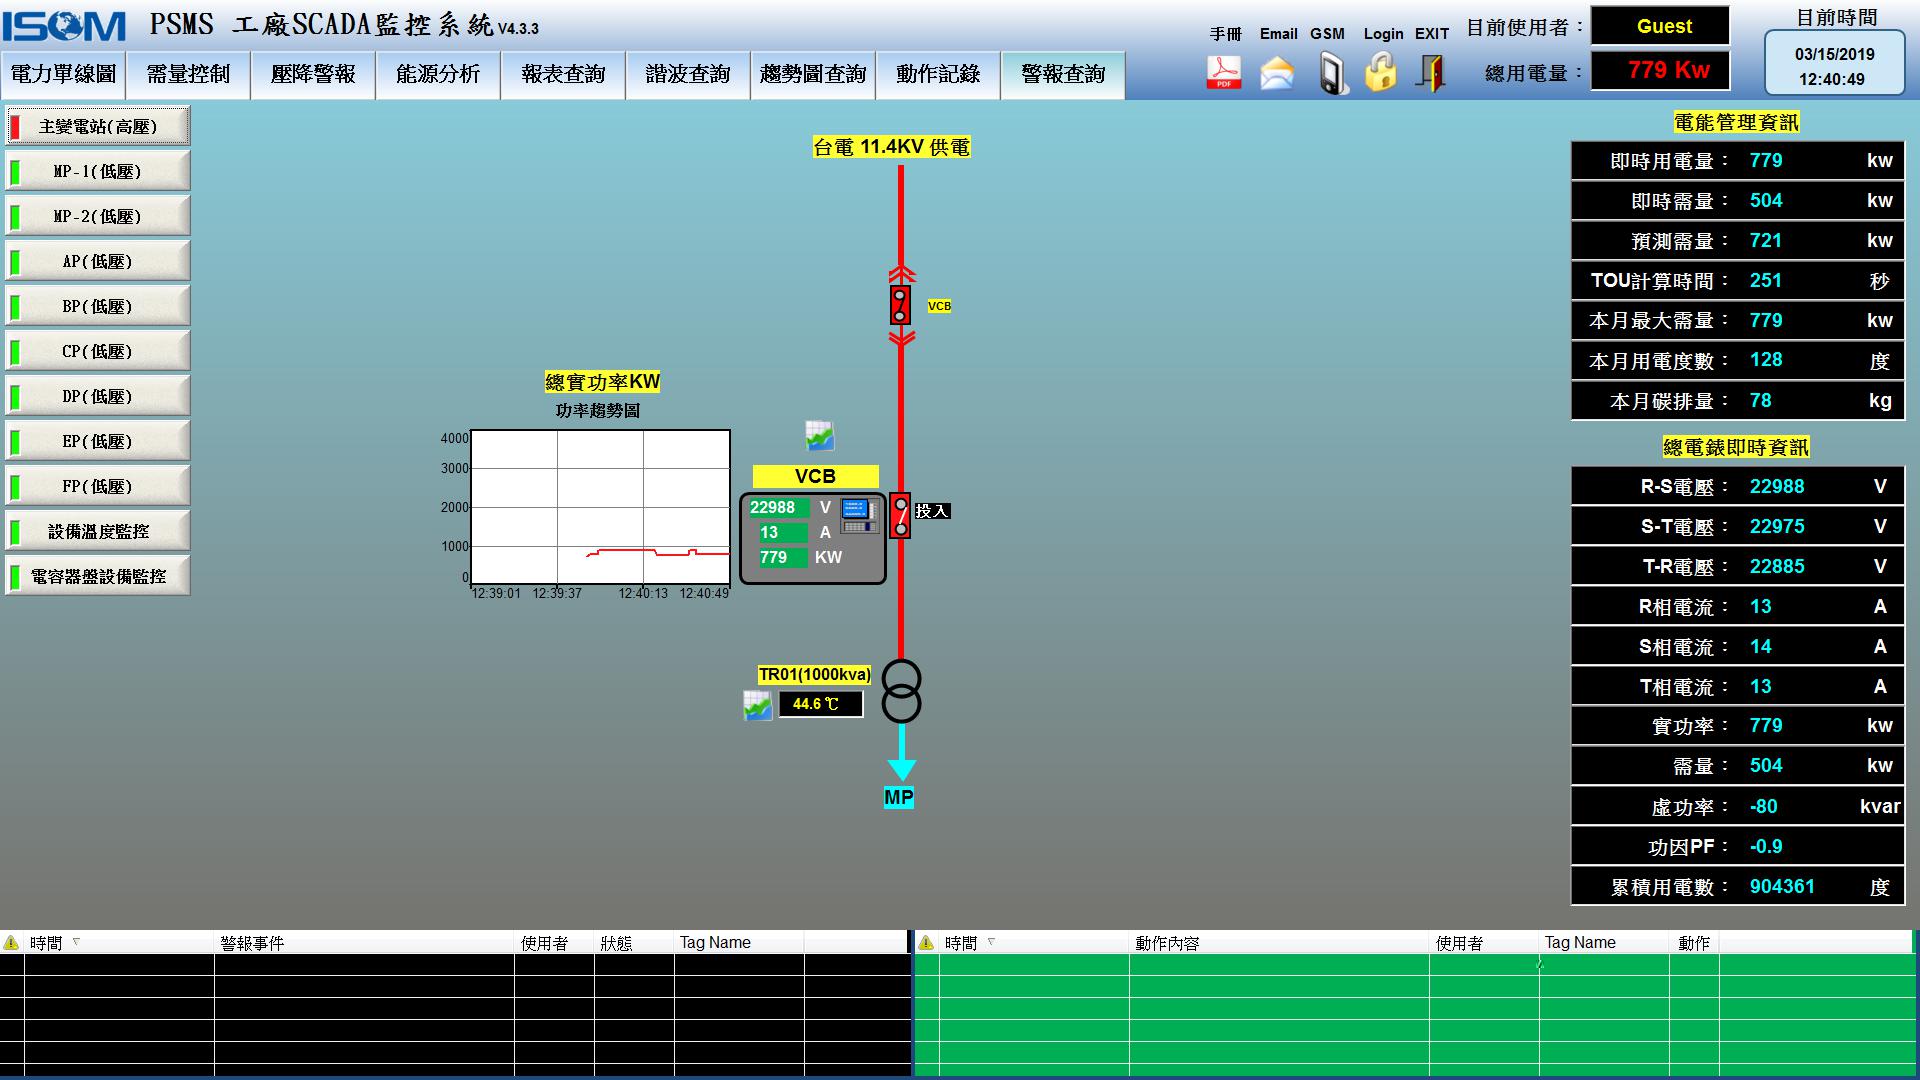 ISOM PSMS 工廠SCADA監控系統 V4.3.3
手冊 Email GSM Login EXIT
目前使用者： Guest
總用電量： 779 Kw
目前時間
03/15/2019
12:40:49
電力單線圖 需量控制 壓降警報 能源分析 報表查詢 諧波查詢 趨勢圖查詢 動作記錄 警報查詢
PDF
主變電站(高壓)
MP-1(低壓)
MP-2(低壓)
AP(低壓)
BP(低壓)
CP(低壓)
DP(低壓)
EP(低壓)
FP(低壓)
設備溫度監控
電容器盤設備監控
台電 11.4KV 供電
VCB
總實功率KW
功率趨勢圖
4000
3000
2000
1000
0
12:39:01 12:39:37 12:40:13 12:40:49
VCB
22988 V
13 A
779 KW
投入
TR01(1000kva)
44.6 ℃
MP
電能管理資訊
即時用電量： 779 kw
即時需量： 504 kw
預測需量： 721 kw
TOU計算時間： 251 秒
本月最大需量： 779 kw
本月用電度數： 128 度
本月碳排量： 78 kg
總電錶即時資訊
R-S電壓： 22988 V
S-T電壓： 22975 V
T-R電壓： 22885 V
R相電流： 13 A
S相電流： 14 A
T相電流： 13 A
實功率： 779 kw
需量： 504 kw
虛功率： -80 kvar
功因PF： -0.9
累積用電數： 904361 度
時間 警報事件 使用者 狀態 Tag Name
時間 動作內容 使用者 Tag Name 動作